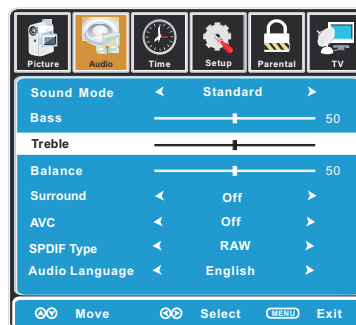 Picture Audio Time Setup Parental TV
Sound Mode Standard
Bass 50
Treble
Balance 50
Surround Off
AVC Off
SPDIF Type RAW
Audio Language English
Move Select MENU Exit